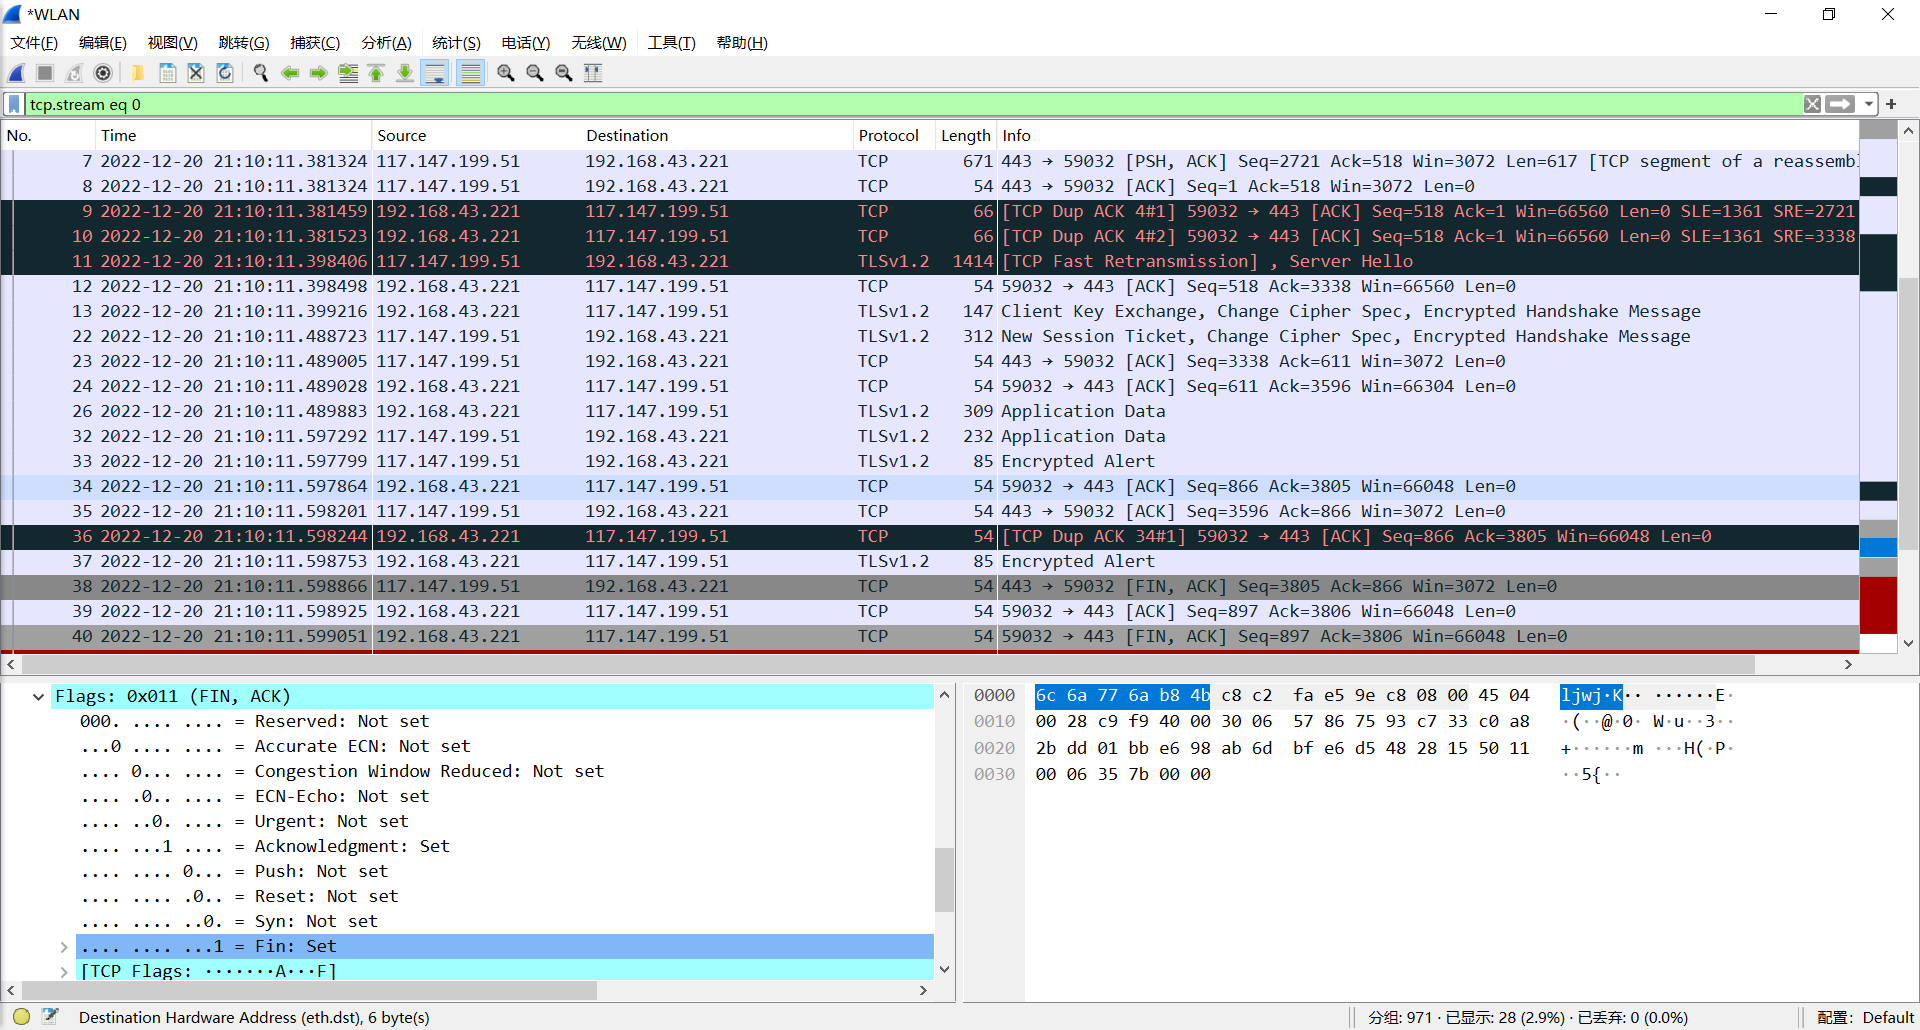 *WLAN
文件(F) 编辑(E) 视图(V) 跳转(G) 捕获(C) 分析(A) 统计(S) 电话(Y) 无线(W) 工具(T) 帮助(H)
tcp.stream eq 0
No. Time Source Destination Protocol Length Info
7 2022-12-20 21:10:11.381324 117.147.199.51 192.168.43.221 TCP 671 443 → 59032 [PSH, ACK] Seq=2721 Ack=518 Win=3072 Len=617 [TCP segment of a reassembl
8 2022-12-20 21:10:11.381324 117.147.199.51 192.168.43.221 TCP 54 443 → 59032 [ACK] Seq=1 Ack=518 Win=3072 Len=0
9 2022-12-20 21:10:11.381459 192.168.43.221 117.147.199.51 TCP 66 [TCP Dup ACK 4#1] 59032 → 443 [ACK] Seq=518 Ack=1 Win=66560 Len=0 SLE=1361 SRE=2721
10 2022-12-20 21:10:11.381523 192.168.43.221 117.147.199.51 TCP 66 [TCP Dup ACK 4#2] 59032 → 443 [ACK] Seq=518 Ack=1 Win=66560 Len=0 SLE=1361 SRE=3338
11 2022-12-20 21:10:11.398406 117.147.199.51 192.168.43.221 TLSv1.2 1414 [TCP Fast Retransmission] , Server Hello
12 2022-12-20 21:10:11.398498 192.168.43.221 117.147.199.51 TCP 54 59032 → 443 [ACK] Seq=518 Ack=3338 Win=66560 Len=0
13 2022-12-20 21:10:11.399216 192.168.43.221 117.147.199.51 TLSv1.2 147 Client Key Exchange, Change Cipher Spec, Encrypted Handshake Message
22 2022-12-20 21:10:11.488723 117.147.199.51 192.168.43.221 TLSv1.2 312 New Session Ticket, Change Cipher Spec, Encrypted Handshake Message
23 2022-12-20 21:10:11.489005 117.147.199.51 192.168.43.221 TCP 54 443 → 59032 [ACK] Seq=3338 Ack=611 Win=3072 Len=0
24 2022-12-20 21:10:11.489028 192.168.43.221 117.147.199.51 TCP 54 59032 → 443 [ACK] Seq=611 Ack=3596 Win=66304 Len=0
26 2022-12-20 21:10:11.489883 192.168.43.221 117.147.199.51 TLSv1.2 309 Application Data
32 2022-12-20 21:10:11.597292 117.147.199.51 192.168.43.221 TLSv1.2 232 Application Data
33 2022-12-20 21:10:11.597799 117.147.199.51 192.168.43.221 TLSv1.2 85 Encrypted Alert
34 2022-12-20 21:10:11.597864 192.168.43.221 117.147.199.51 TCP 54 59032 → 443 [ACK] Seq=866 Ack=3805 Win=66048 Len=0
35 2022-12-20 21:10:11.598201 117.147.199.51 192.168.43.221 TCP 54 443 → 59032 [ACK] Seq=3596 Ack=866 Win=3072 Len=0
36 2022-12-20 21:10:11.598244 192.168.43.221 117.147.199.51 TCP 54 [TCP Dup ACK 34#1] 59032 → 443 [ACK] Seq=866 Ack=3805 Win=66048 Len=0
37 2022-12-20 21:10:11.598753 192.168.43.221 117.147.199.51 TLSv1.2 85 Encrypted Alert
38 2022-12-20 21:10:11.598866 117.147.199.51 192.168.43.221 TCP 54 443 → 59032 [FIN, ACK] Seq=3805 Ack=866 Win=3072 Len=0
39 2022-12-20 21:10:11.598925 192.168.43.221 117.147.199.51 TCP 54 59032 → 443 [ACK] Seq=897 Ack=3806 Win=66048 Len=0
40 2022-12-20 21:10:11.599051 192.168.43.221 117.147.199.51 TCP 54 59032 → 443 [FIN, ACK] Seq=897 Ack=3806 Win=66048 Len=0
Flags: 0x011 (FIN, ACK)
000. .... .... = Reserved: Not set
...0 .... .... = Accurate ECN: Not set
.... 0... .... = Congestion Window Reduced: Not set
.... .0.. .... = ECN-Echo: Not set
.... ..0. .... = Urgent: Not set
.... ...1 .... = Acknowledgment: Set
.... .... 0... = Push: Not set
.... .... .0.. = Reset: Not set
.... .... ..0. = Syn: Not set
.... .... ...1 = Fin: Set
[TCP Flags: ·······A···F]
0000 6c 6a 77 6a b8 4b c8 c2 fa e5 9e c8 08 00 45 04 ljwj·K·· ······E·
0010 00 28 c9 f9 40 00 30 06 57 86 75 93 c7 33 c0 a8 ·(··@·0· W·u··3··
0020 2b dd 01 bb e6 98 ab 6d bf e6 d5 48 28 15 50 11 +······m ···H(·P·
0030 00 06 35 7b 00 00 ··5{··
Destination Hardware Address (eth.dst), 6 byte(s)
分组: 971 · 已显示: 28 (2.9%) · 已丢弃: 0 (0.0%)
配置: Default